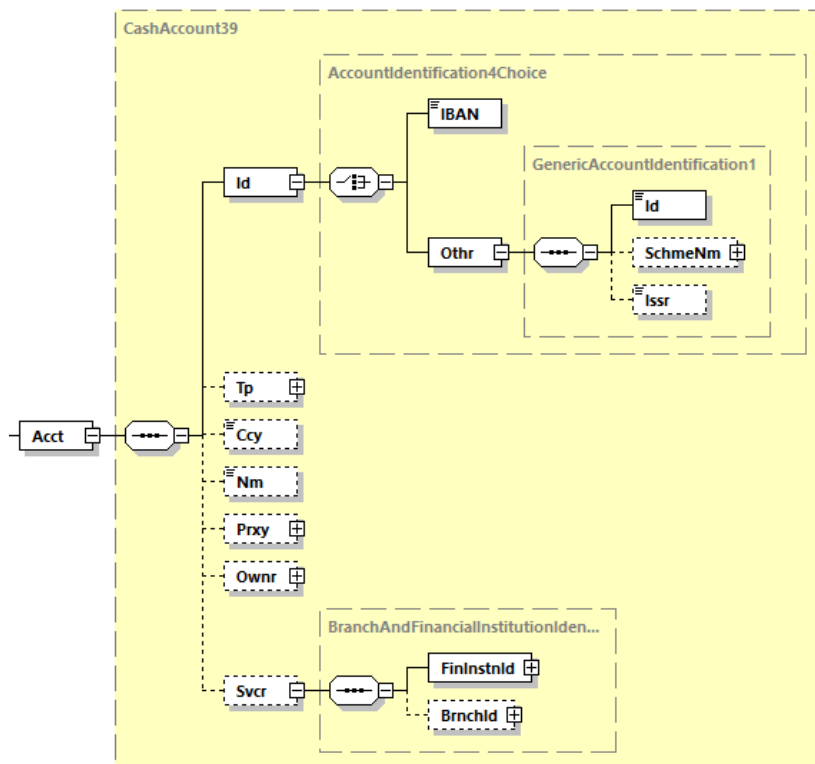 CashAccount39
AccountIdentification4Choice
IBAN
GenericAccountIdentification1
Id
Id
Othr
SchmeNm
Issr
Tp
Acct
Ccy
Nm
Prxy
Ownr
BranchAndFinancialInstitutionIden...
FinInstnId
Svcr
BrnchId